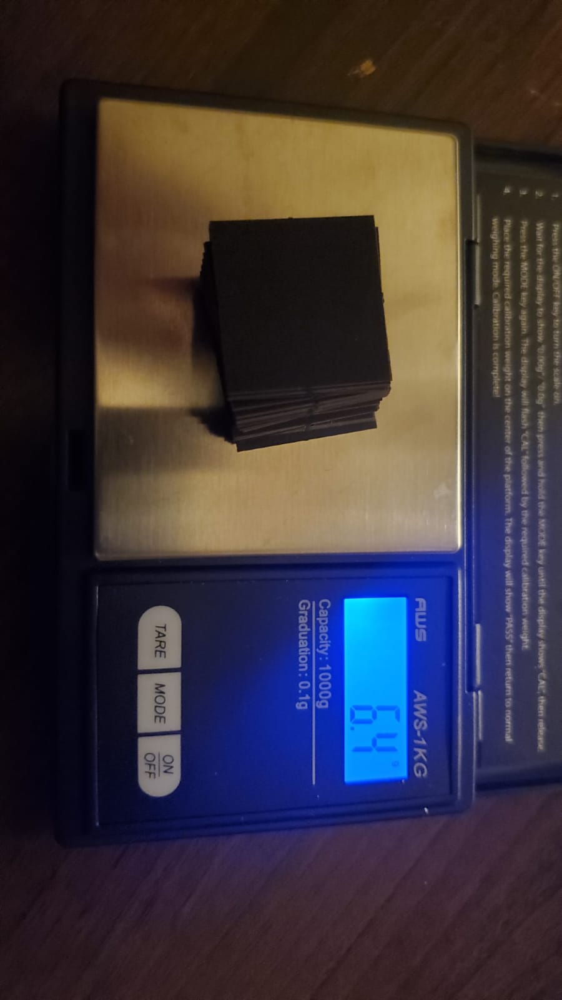 1. Press the ON/OFF key to turn the scale on.
2. Wait for the display to show "0.00g"/ "0.0g" then press and hold the MODE key until the display shows "CAL", then release.
3. Press the MODE key again. The display will flash "CAL" followed by the required calibration weight.
4. Place the required calibration weight on the center of the platform. The display will show "PASS" then return to normal
weighing mode. Calibration is complete!
AWS AWS-1KG
6.4 g
Capacity: 1000g
Graduation: 0.1g
TARE MODE ON
OFF